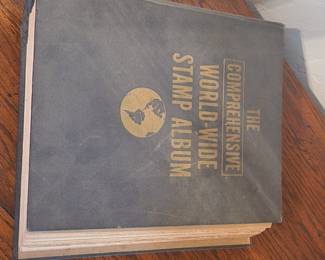 THE
COMPREHENSIVE
WORLD-WIDE
STAMP ALBUM